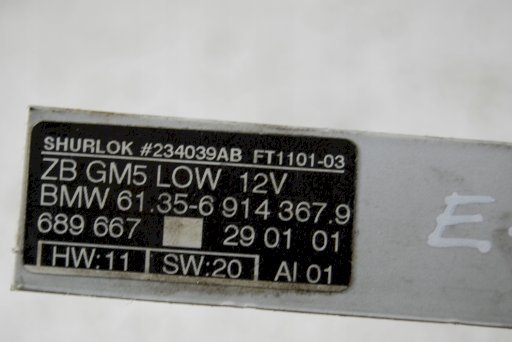 SHURLOK #234039AB FT1101-03
ZB GM5 LOW 12V
BMW 61.35-6 914 367.9
689 667 29 01 01
HW:11 SW:20 AI 01
E